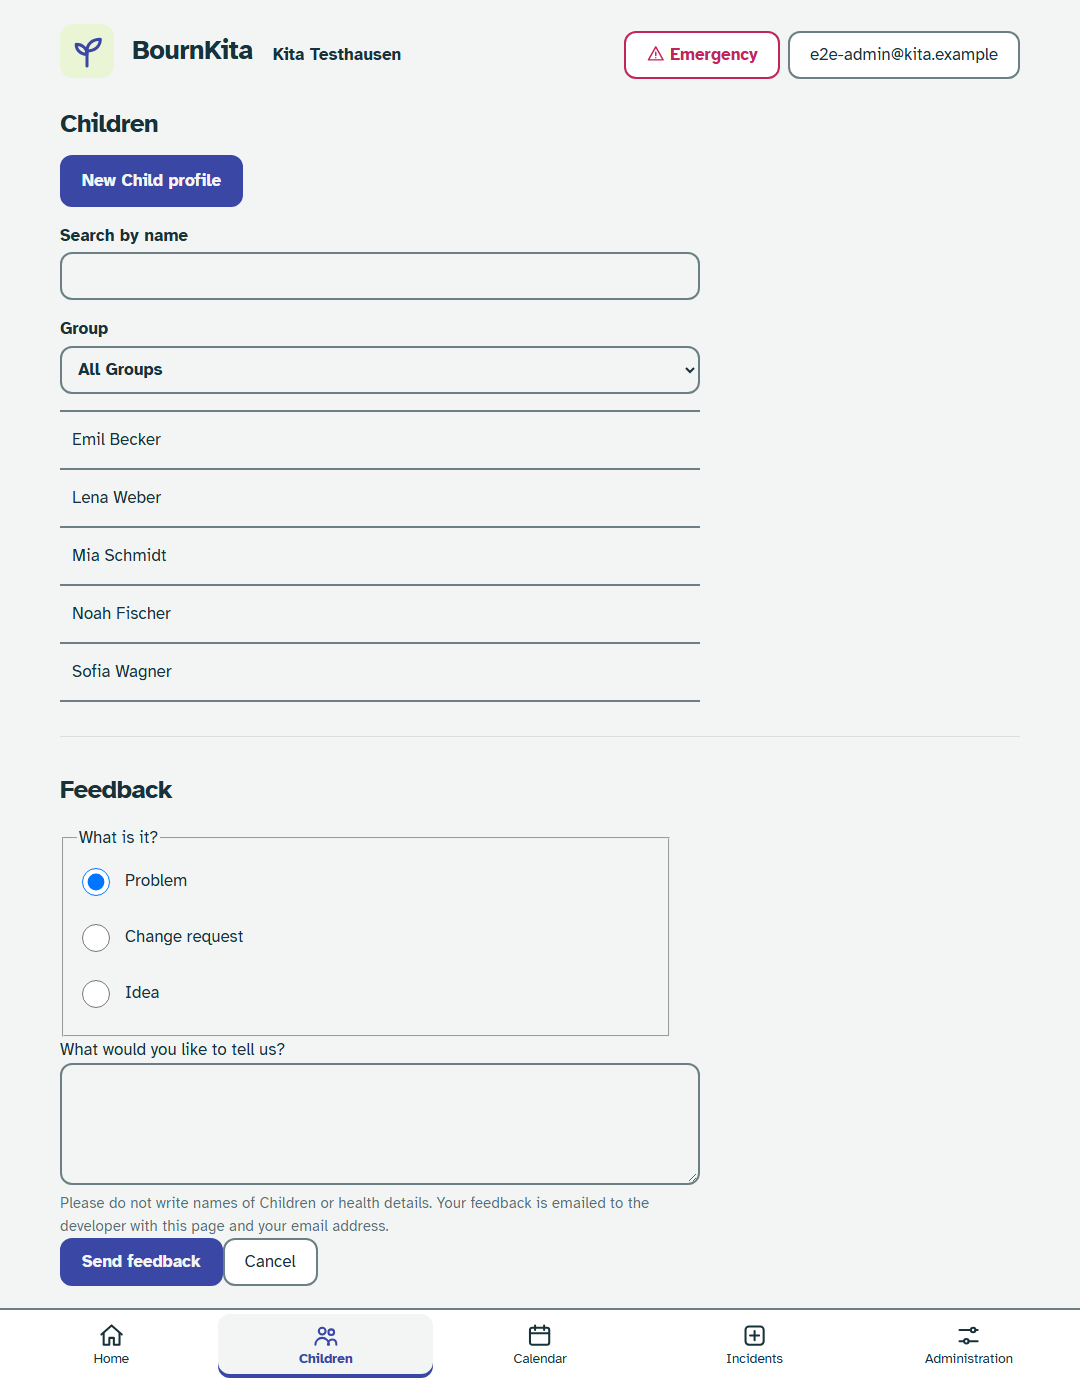 BournKita
Kita Testhausen
Emergency
e2e-admin@kita.example
Children
New Child profile
Search by name
Group
All Groups
Emil Becker
Lena Weber
Mia Schmidt
Noah Fischer
Sofia Wagner
Feedback
What is it?
Problem
Change request
Idea
What would you like to tell us?
Please do not write names of Children or health details. Your feedback is emailed to the
developer with this page and your email address.
Send feedback
Cancel
Home
Children
Calendar
Incidents
Administration